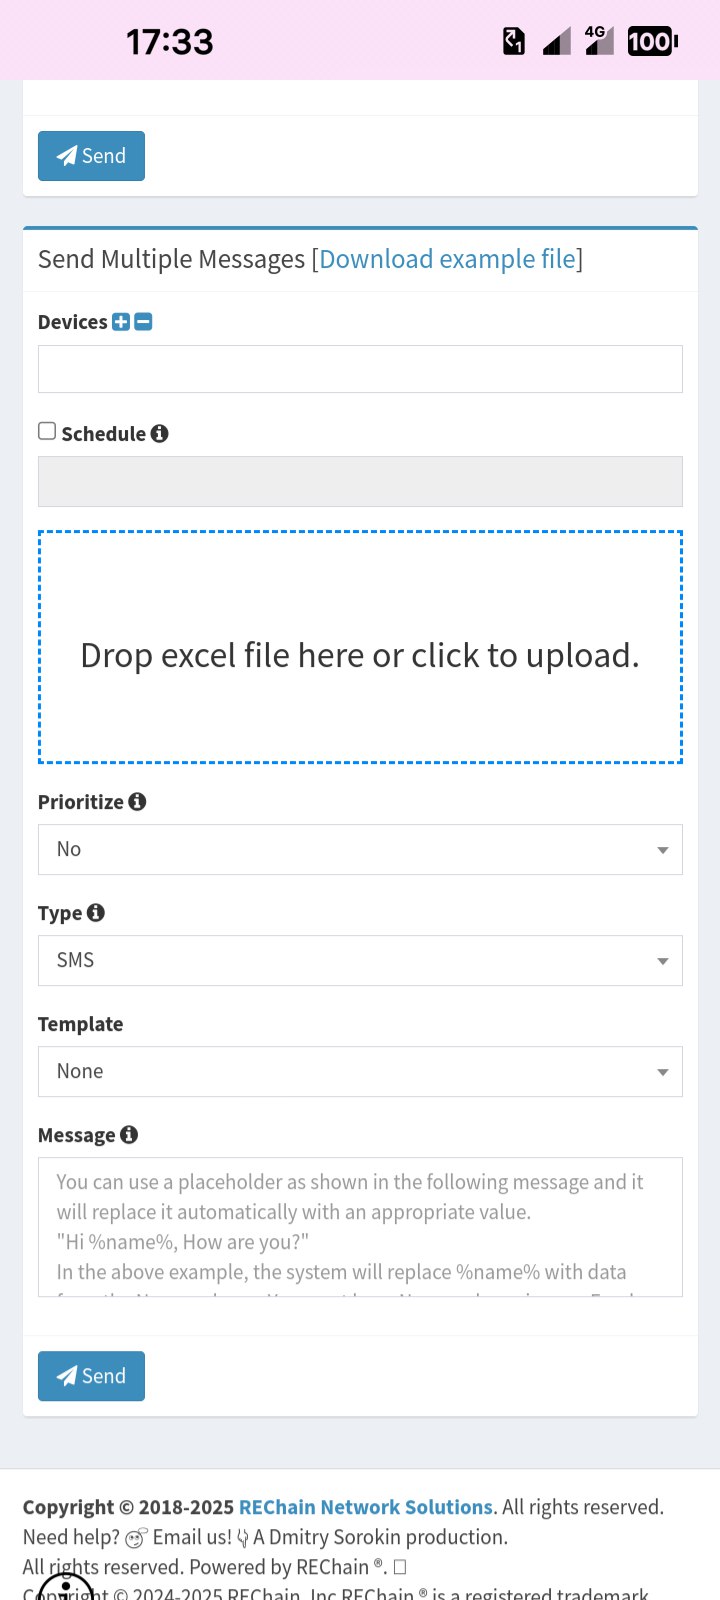 17:33
1
4G
100
Send
Send Multiple Messages [Download example file]
Devices
Schedule
Drop excel file here or click to upload.
Prioritize
No
Type
SMS
Template
None
Message
You can use a placeholder as shown in the following message and it
will replace it automatically with an appropriate value.
"Hi %name%, How are you?"
In the above example, the system will replace %name% with data
Send
Copyright © 2018-2025 REChain Network Solutions. All rights reserved.
Need help? Email us! A Dmitry Sorokin production.
All rights reserved. Powered by REChain ®.
Copyright © 2024-2025 REChain, Inc REChain ® is a registered trademark